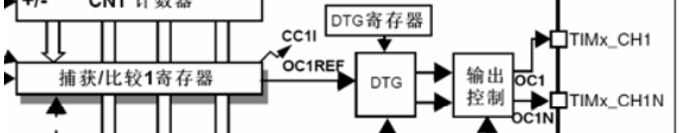 +/- CNT 计数器
DTG寄存器
CC1I
TIMx_CH1
捕获/比较1寄存器
OC1REF
DTG
输出
控制
OC1
TIMx_CH1N
OC1N